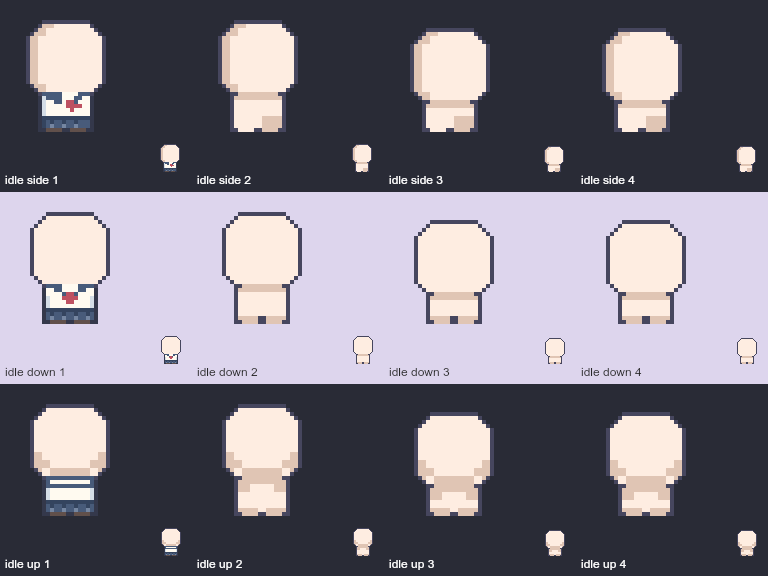 idle side 1
idle side 2
idle side 3
idle side 4
idle down 1
idle down 2
idle down 3
idle down 4
idle up 1
idle up 2
idle up 3
idle up 4